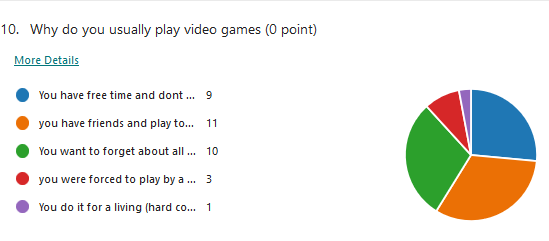 10. Why do you usually play video games (0 point)
More Details
You have free time and dont ... 9
you have friends and play to... 11
You want to forget about all ... 10
you were forced to play by a ... 3
You do it for a living (hard co... 1